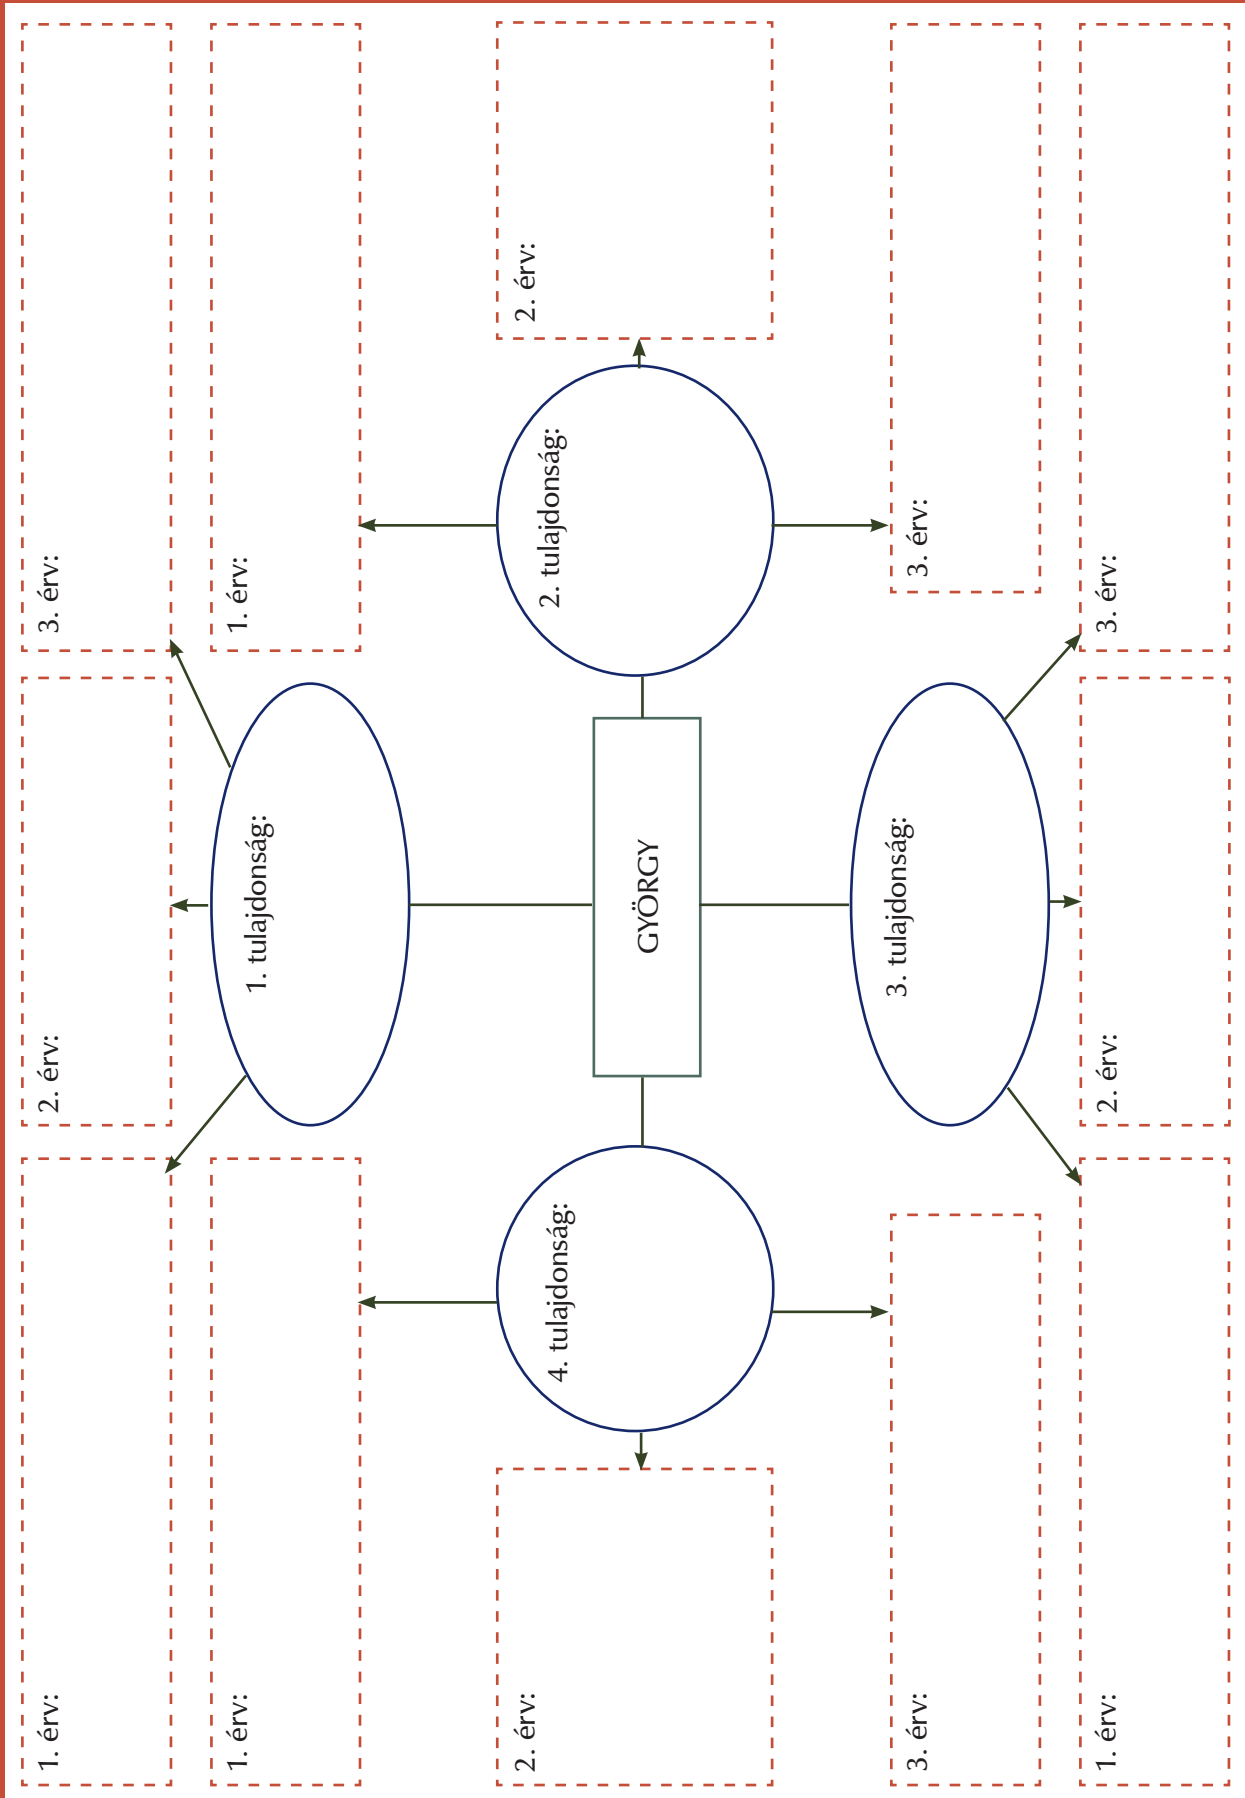 1. érv:
2. érv:
3. érv:
1. érv:
1. tulajdonság:
1. érv:
2. érv:
4. tulajdonság:
2. tulajdonság:
2. érv:
GYÖRGY
3. érv:
3. tulajdonság:
3. érv:
1. érv:
2. érv:
3. érv: